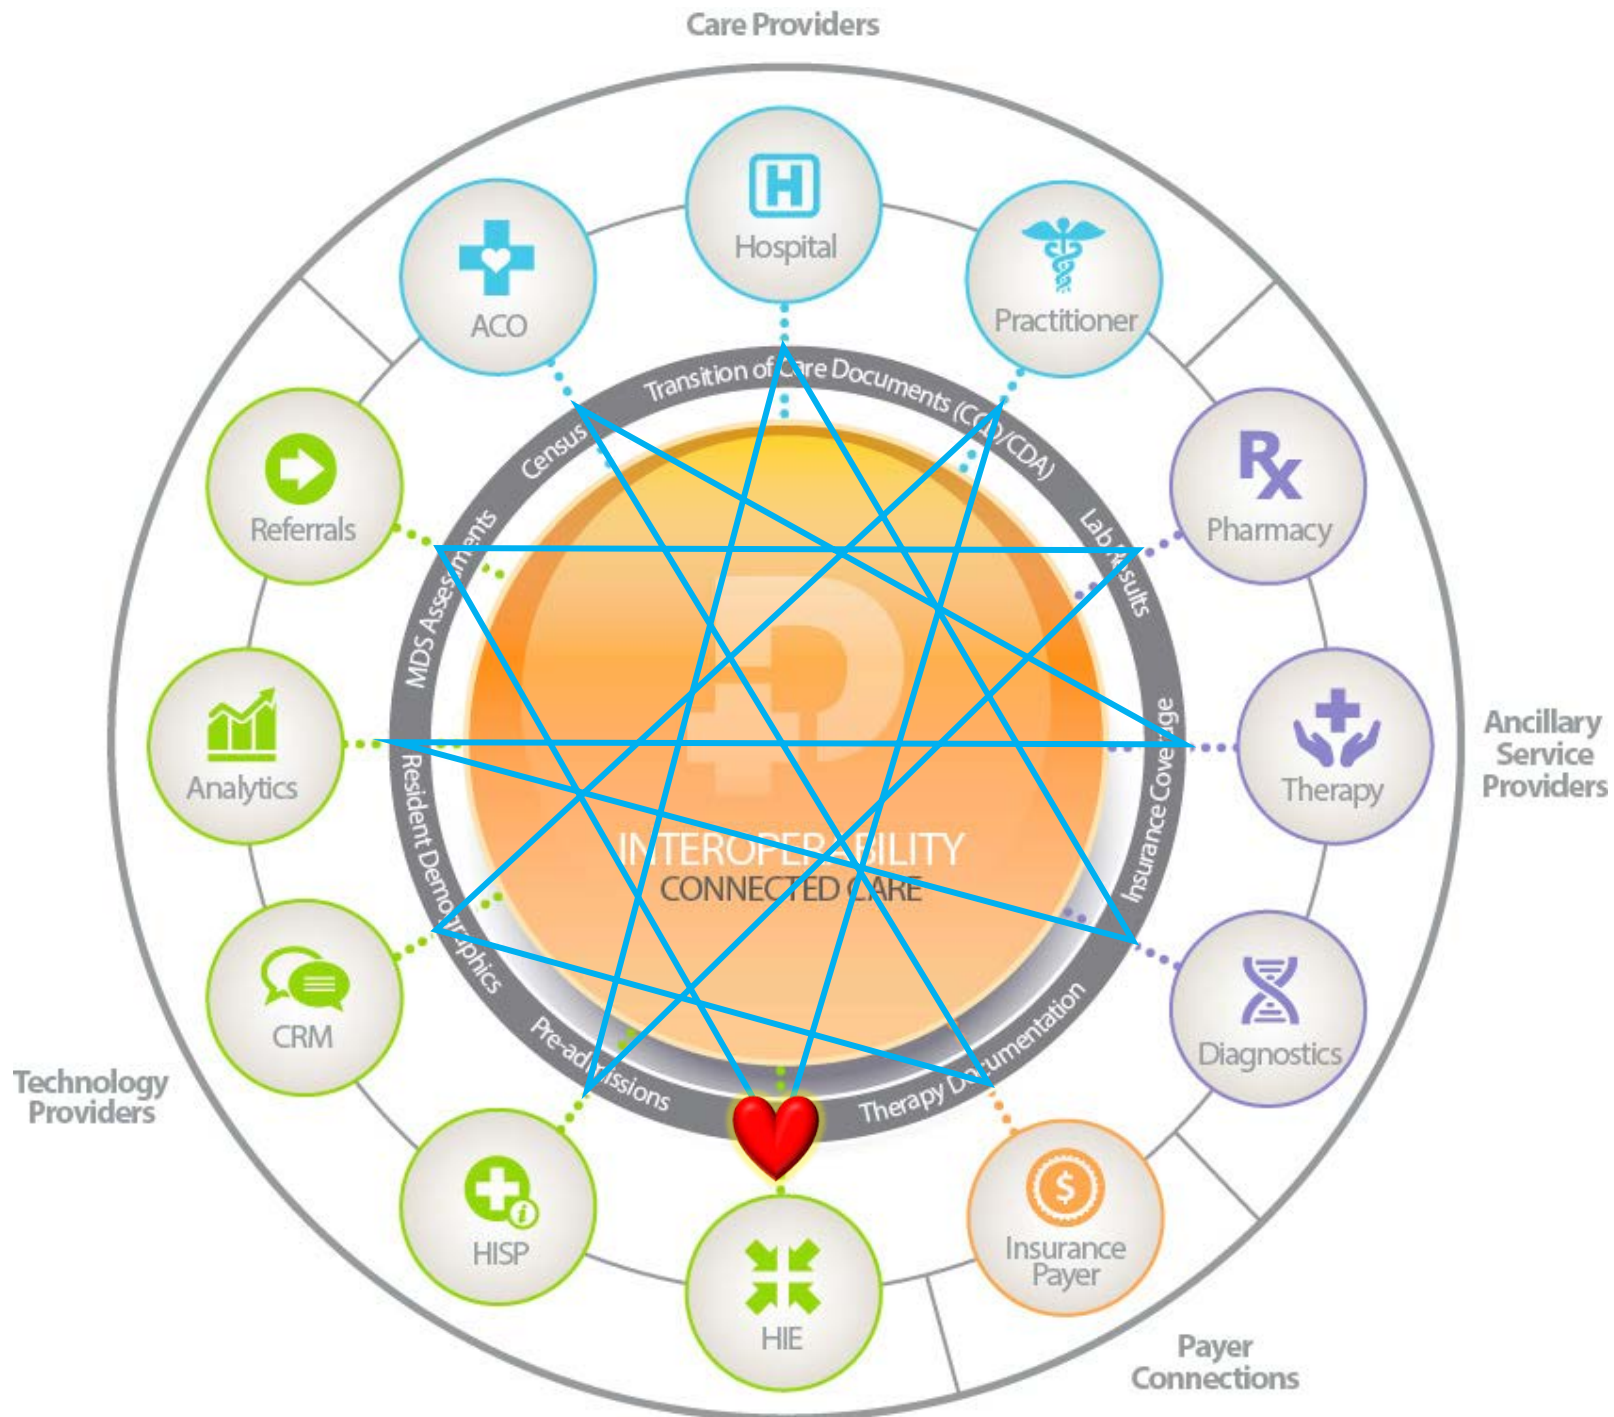 Care Providers
H
Hospital
ACO
Practitioner
Transition of Care Documents (CCD/CDA)
Census
Referrals
Rx
Pharmacy
Lab Results
MDS Assessments
Analytics
Therapy
Ancillary
Service
Providers
INTEROPERABILITY
CONNECTED CARE
Resident Demographics
Insurance Coverage
CRM
Diagnostics
Pre-admissions
Therapy Documentation
Technology
Providers
i
HISP
HIE
$
Insurance
Payer
Payer
Connections